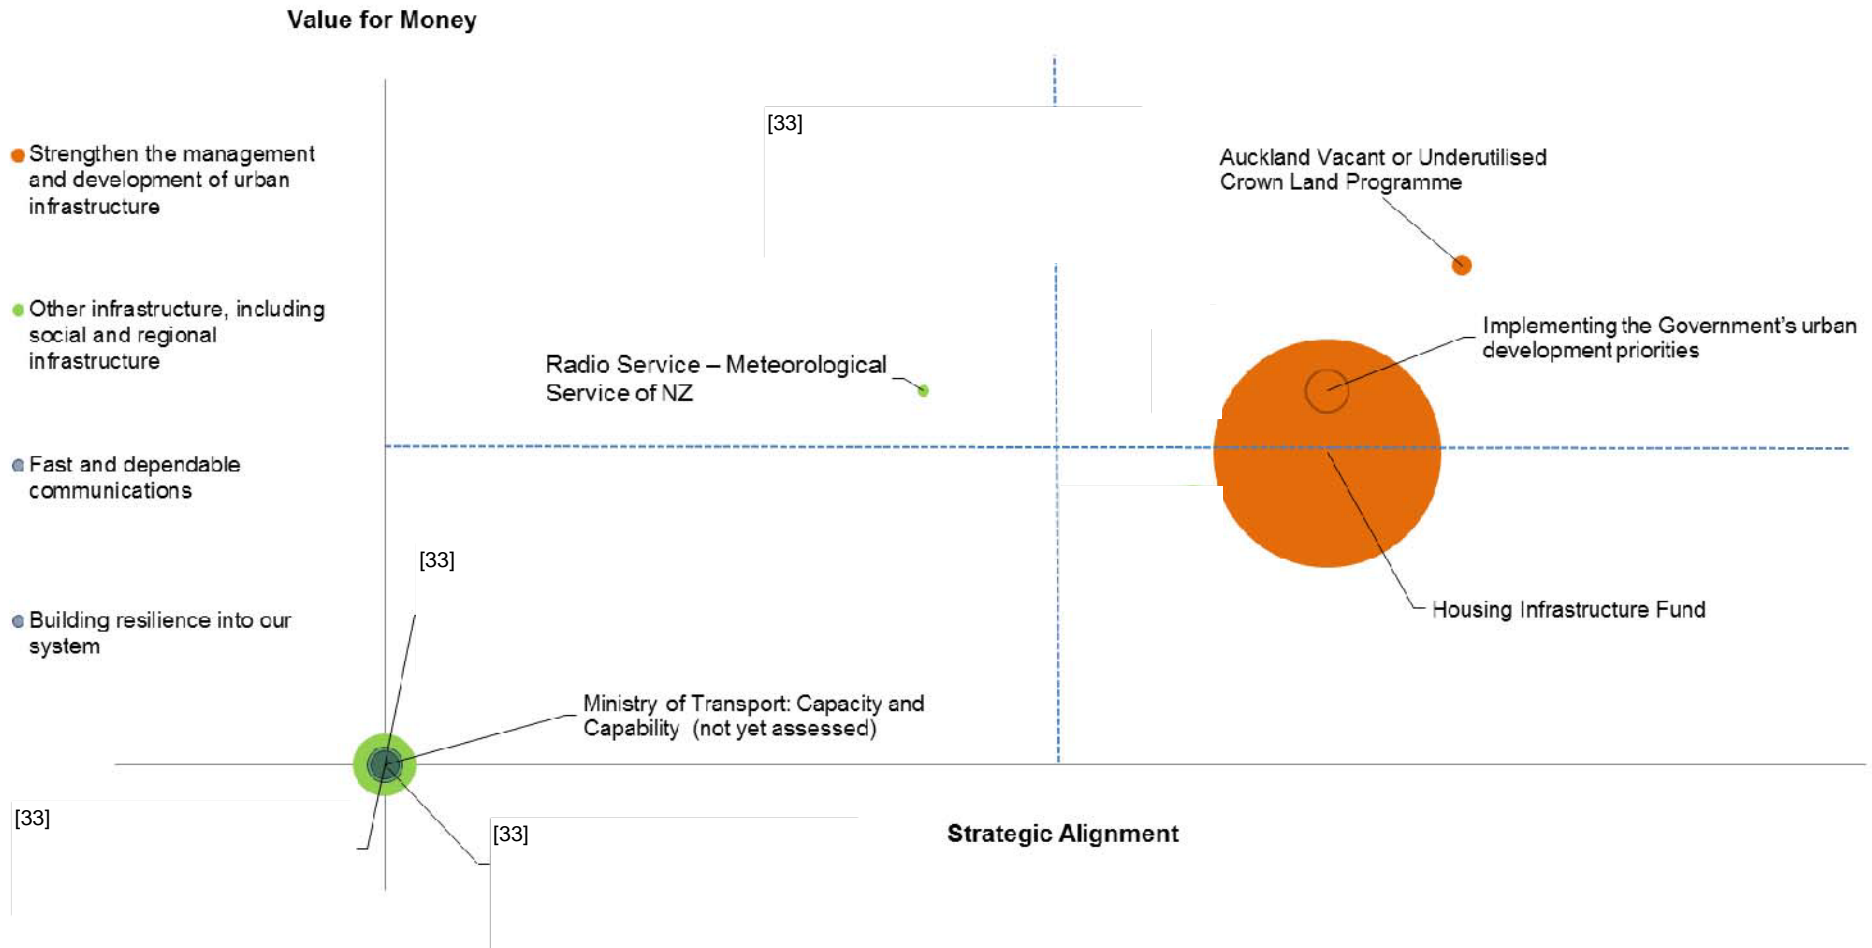 Value for Money
[33]
Strengthen the management
and development of urban
infrastructure
Auckland Vacant or Underutilised
Crown Land Programme
Other infrastructure, including
social and regional
infrastructure
Implementing the Government's urban
development priorities
Radio Service – Meteorological
Service of NZ
Fast and dependable
communications
[33]
Building resilience into our
system
Housing Infrastructure Fund
Ministry of Transport: Capacity and
Capability (not yet assessed)
[33]
[33]
Strategic Alignment